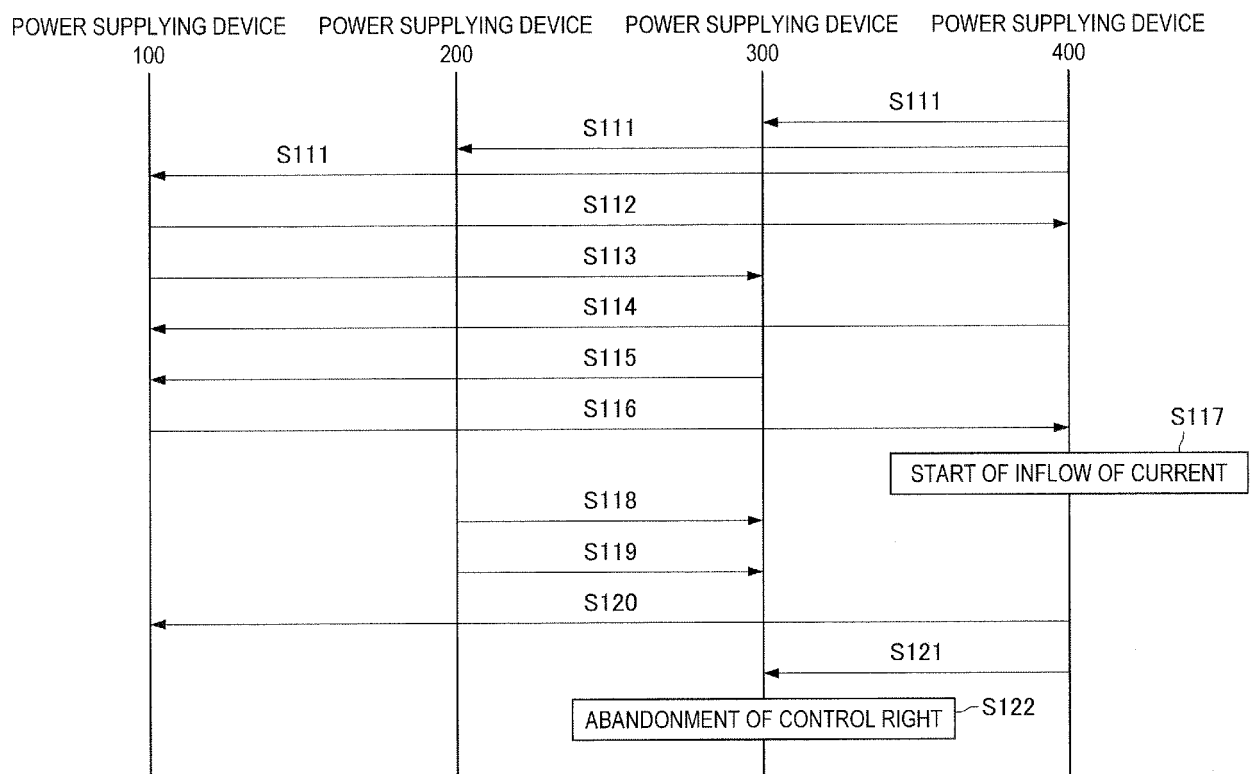 POWER SUPPLYING DEVICE POWER SUPPLYING DEVICE POWER SUPPLYING DEVICE POWER SUPPLYING DEVICE
100 200 300 400
S111
S111
S111
S112
S113
S114
S115
S116
S117
START OF INFLOW OF CURRENT
S118
S119
S120
S121
ABANDONMENT OF CONTROL RIGHT S122